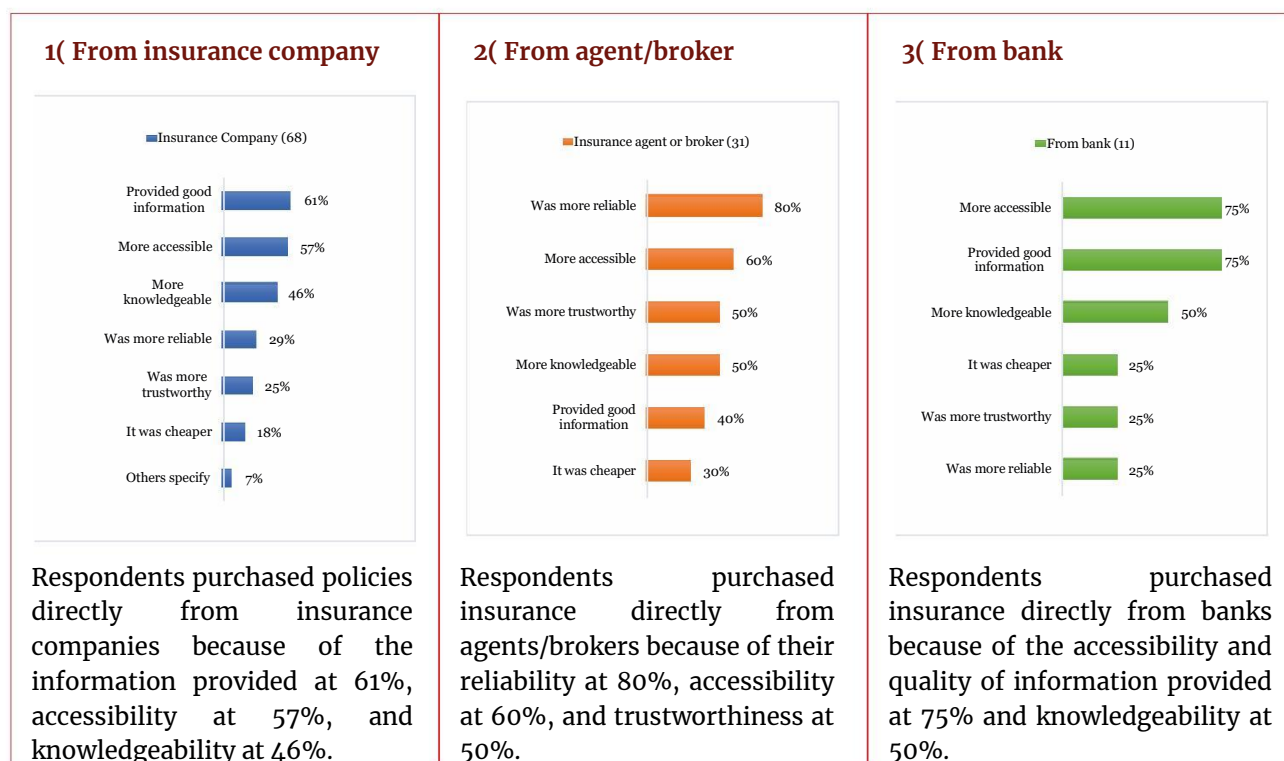 1( From insurance company
Insurance Company (68)
Provided good
information
61%
More accessible
57%
More
knowledgeable
46%
Was more reliable
29%
Was more
trustworthy
25%
It was cheaper
18%
Others specify
7%
Respondents purchased policies
directly from insurance
companies because of the
information provided at 61%,
accessibility at 57%, and
knowledgeability at 46%.
2( From agent/broker
Insurance agent or broker (31)
Was more reliable
80%
More accessible
60%
Was more trustworthy
50%
More knowledgeable
50%
Provided good
information
40%
It was cheaper
30%
Respondents purchased
insurance directly from
agents/brokers because of their
reliability at 80%, accessibility
at 60%, and trustworthiness at
50%.
3( From bank
From bank (11)
More accessible
75%
Provided good
information
75%
More knowledgeable
50%
It was cheaper
25%
Was more trustworthy
25%
Was more reliable
25%
Respondents purchased
insurance directly from banks
because of the accessibility and
quality of information provided
at 75% and knowledgeability at
50%.